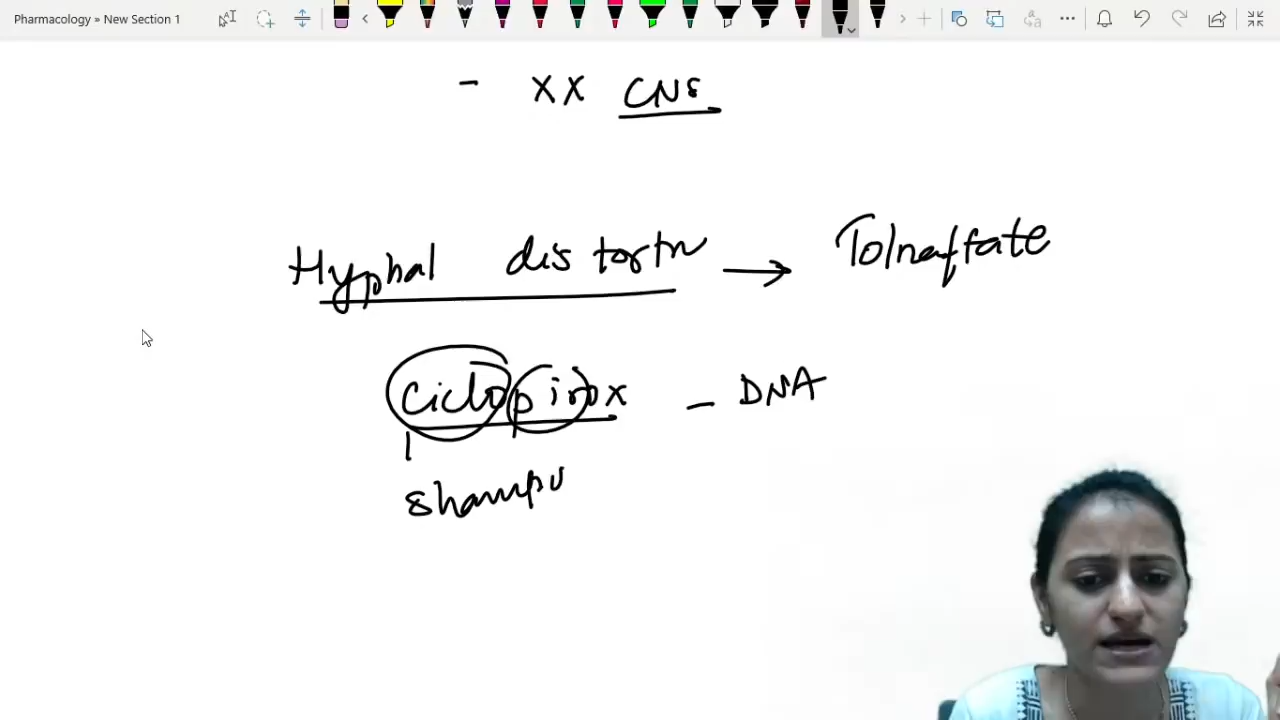 Pharmacology » New Section 1
- XX CNS
Hyphal distortn → Tolnaftate
ciclopirox - DNA
shampu